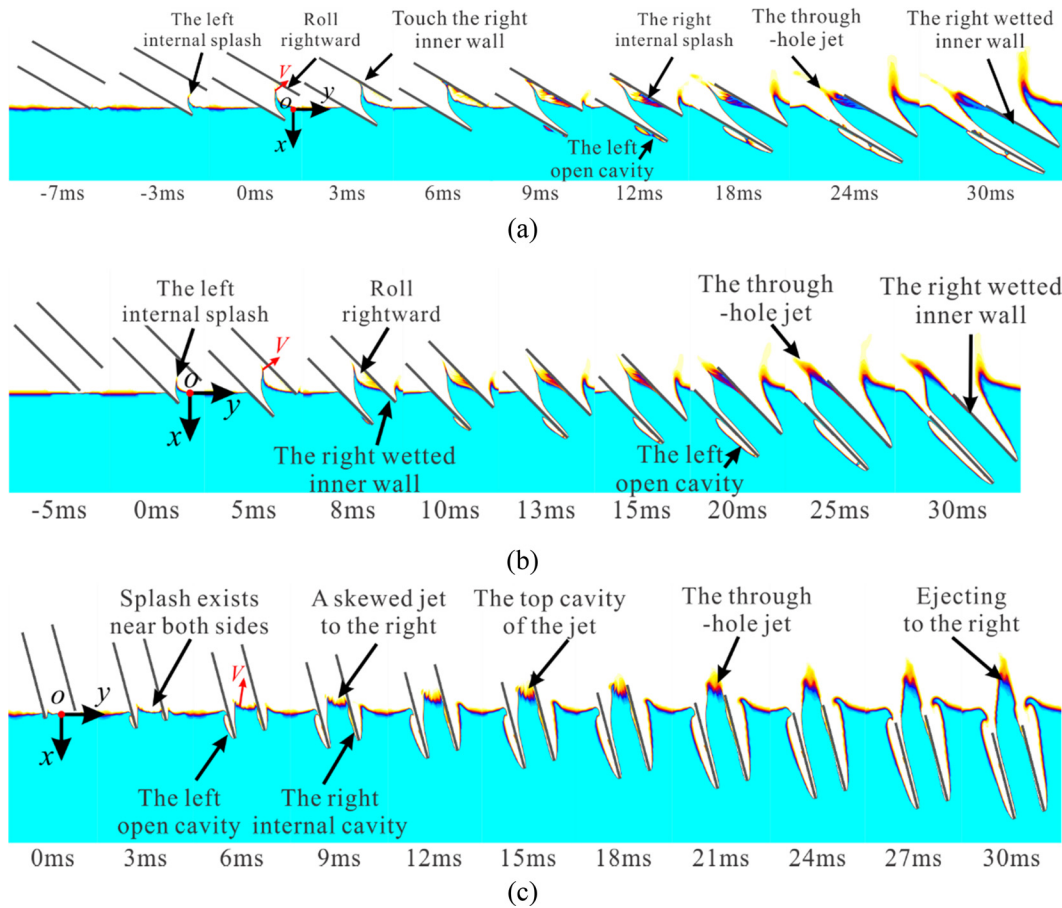 The left
internal splash
Roll
rightward
Touch the right
inner wall
The right
internal splash
The through
-hole jet
The right wetted
inner wall
V
o
y
x
The left
open cavity
-7ms -3ms 0ms 3ms 6ms 9ms 12ms 18ms 24ms 30ms
(a)
The left
internal splash
Roll
rightward
The through
-hole jet
The right wetted
inner wall
V
o
y
x
The right wetted
inner wall
The left
open cavity
-5ms 0ms 5ms 8ms 10ms 13ms 15ms 20ms 25ms 30ms
(b)
Splash exists
near both sides
A skewed jet
to the right
The top cavity
of the jet
The through
-hole jet
Ejecting
to the right
V
o
y
x
The left
open cavity
The right
internal cavity
0ms 3ms 6ms 9ms 12ms 15ms 18ms 21ms 24ms 27ms 30ms
(c)